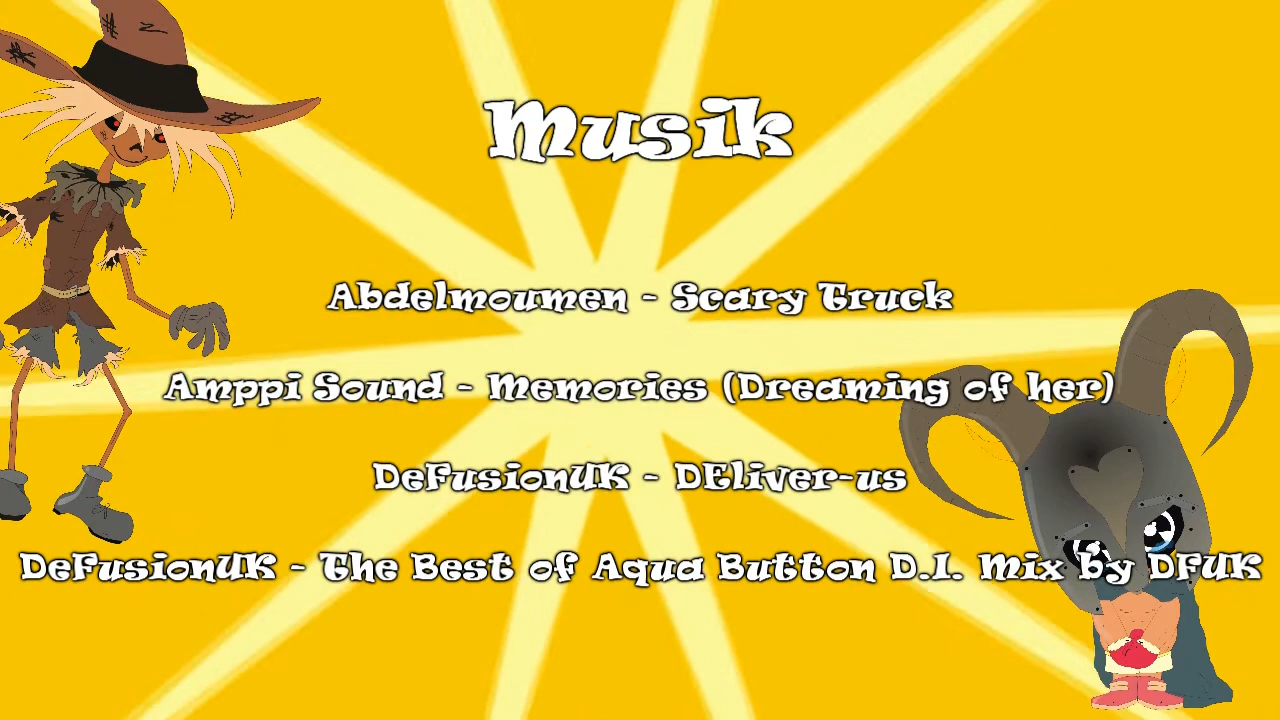 Musik
Abdelmoumen - Scary Truck
Amppi Sound - Memories (Dreaming of her)
DeFusionUK - DEliver-us
DeFusionUK - The Best of Aqua Button D.I. Mix by DFUK